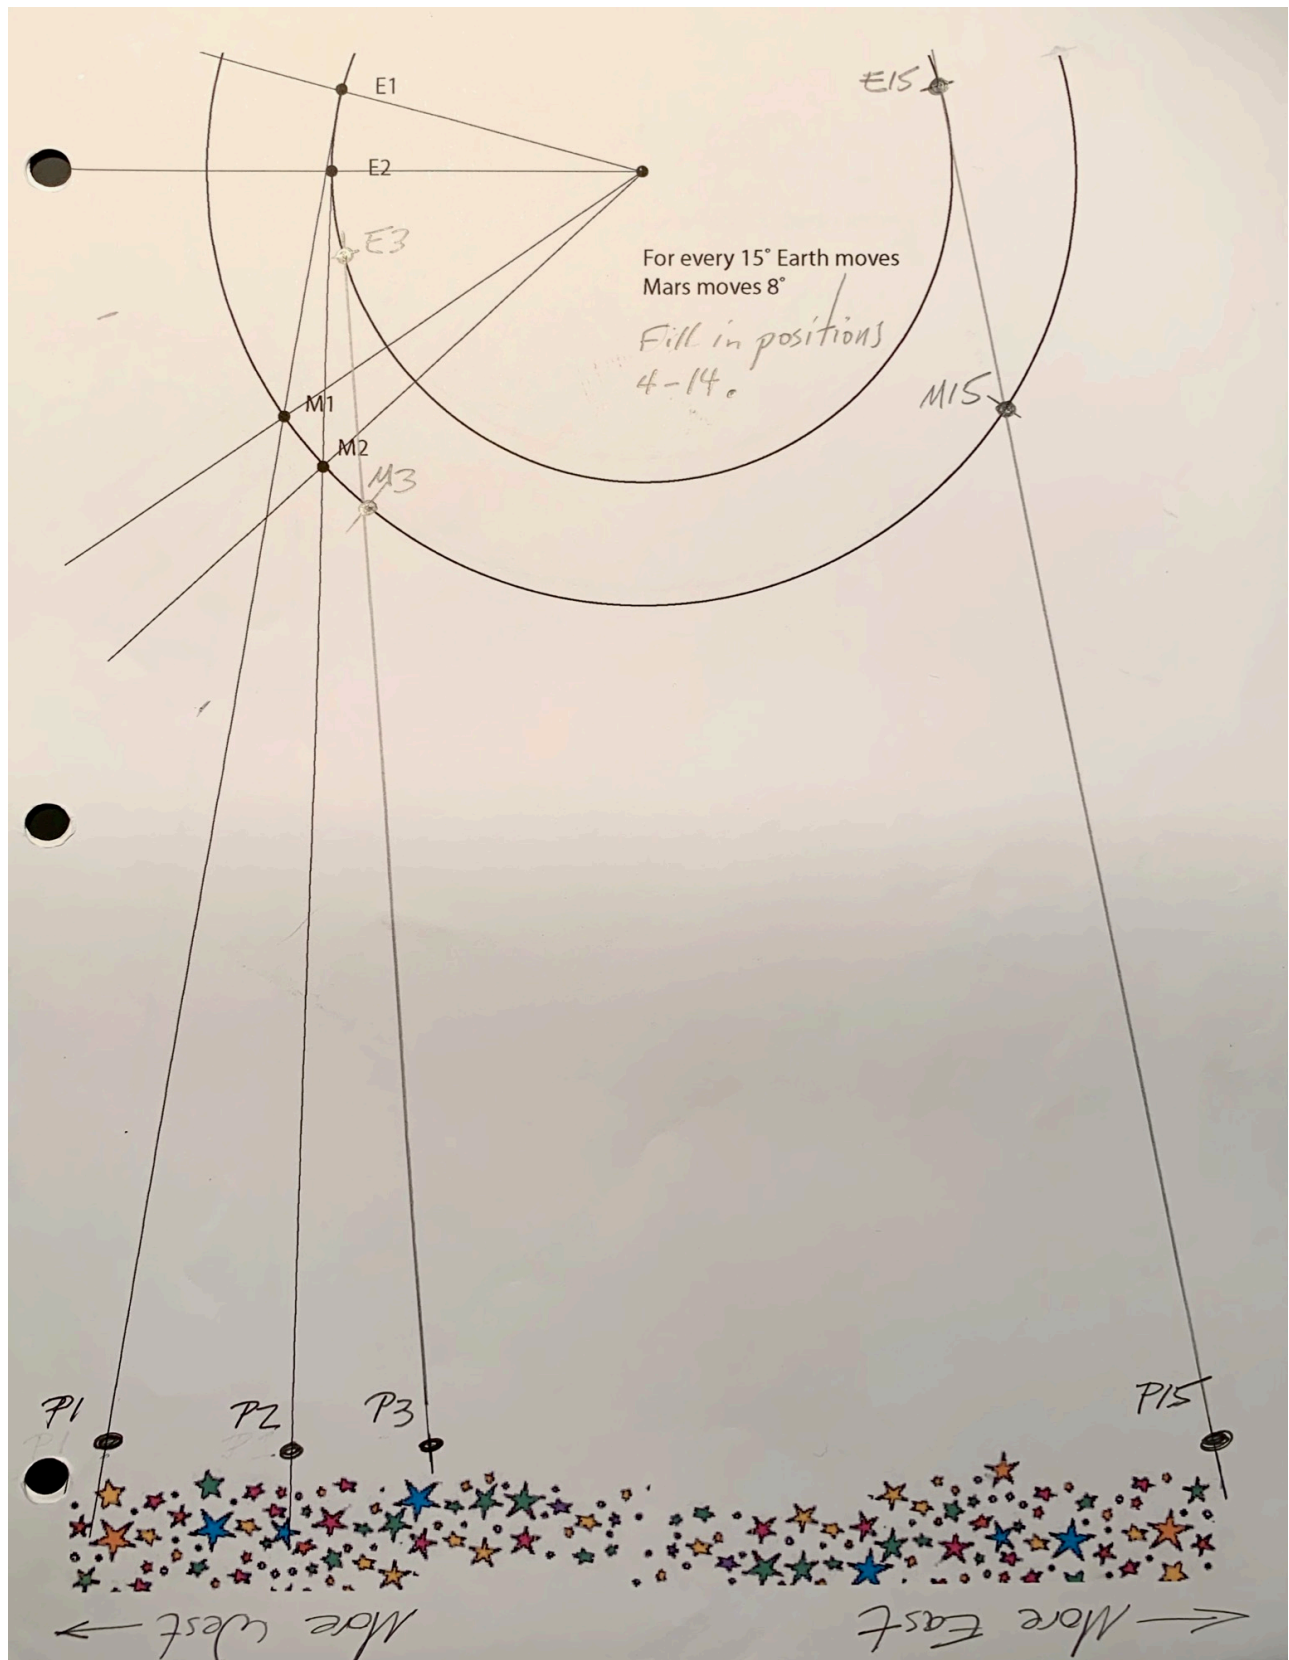 E1
E15
E2
E3
For every 15° Earth moves
Mars moves 8°
Fill in positions
4-14.
M1
M15
M2
M3
P1
P2
P3
P15
More West
More East